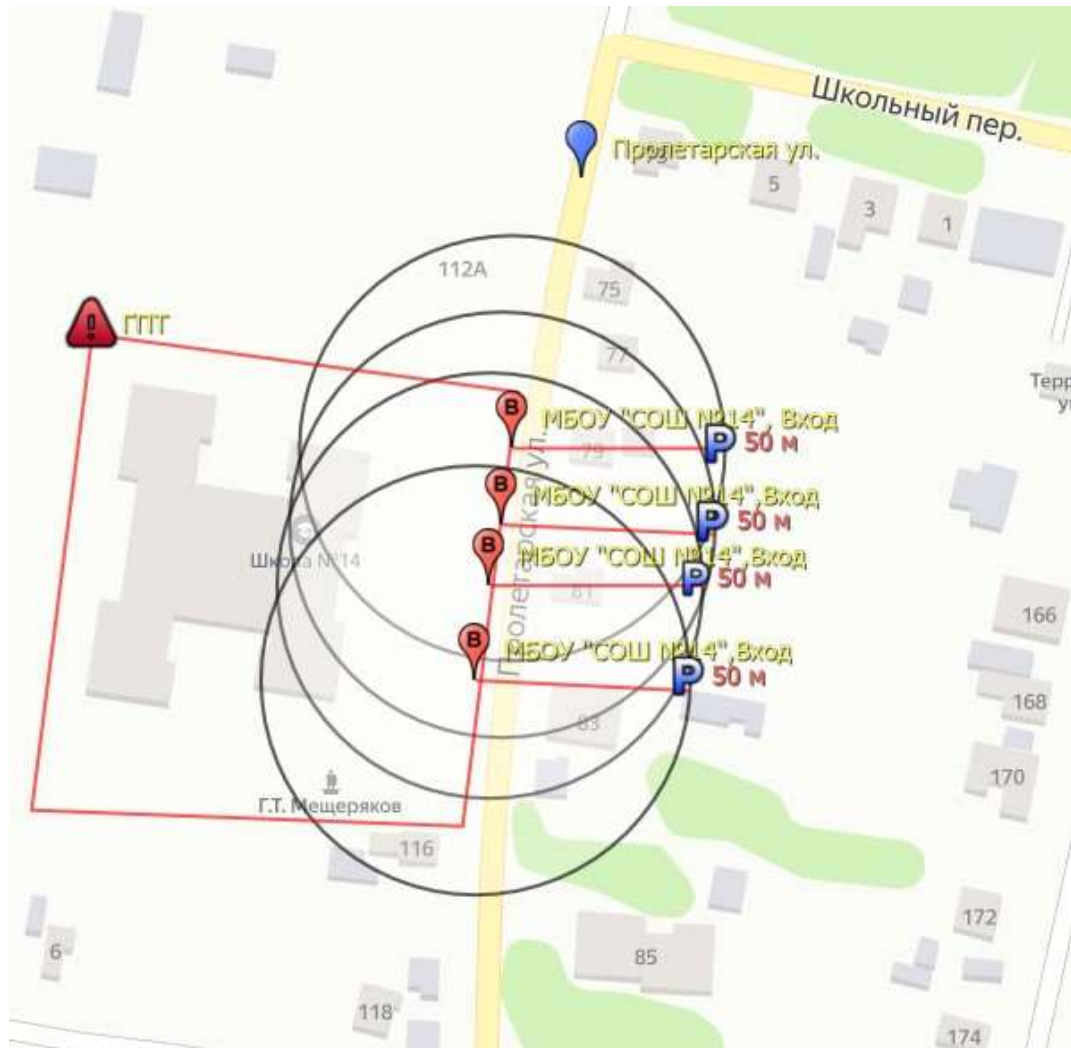 Школьный пер.
Пролетарская ул.
5
3
1
112А
75
ГПТ
77
В
МБОУ "СОШ №14", Вход
Р
50 м
79
В
МБОУ "СОШ №14",Вход
Р
50 м
В
МБОУ "СОШ №14",Вход
Р
50 м
Школа №14
81
Пролетарская ул.
166
В
МБОУ "СОШ №14",Вход
Р
50 м
168
83
170
Г.Т. Мещеряков
116
172
6
85
118
174